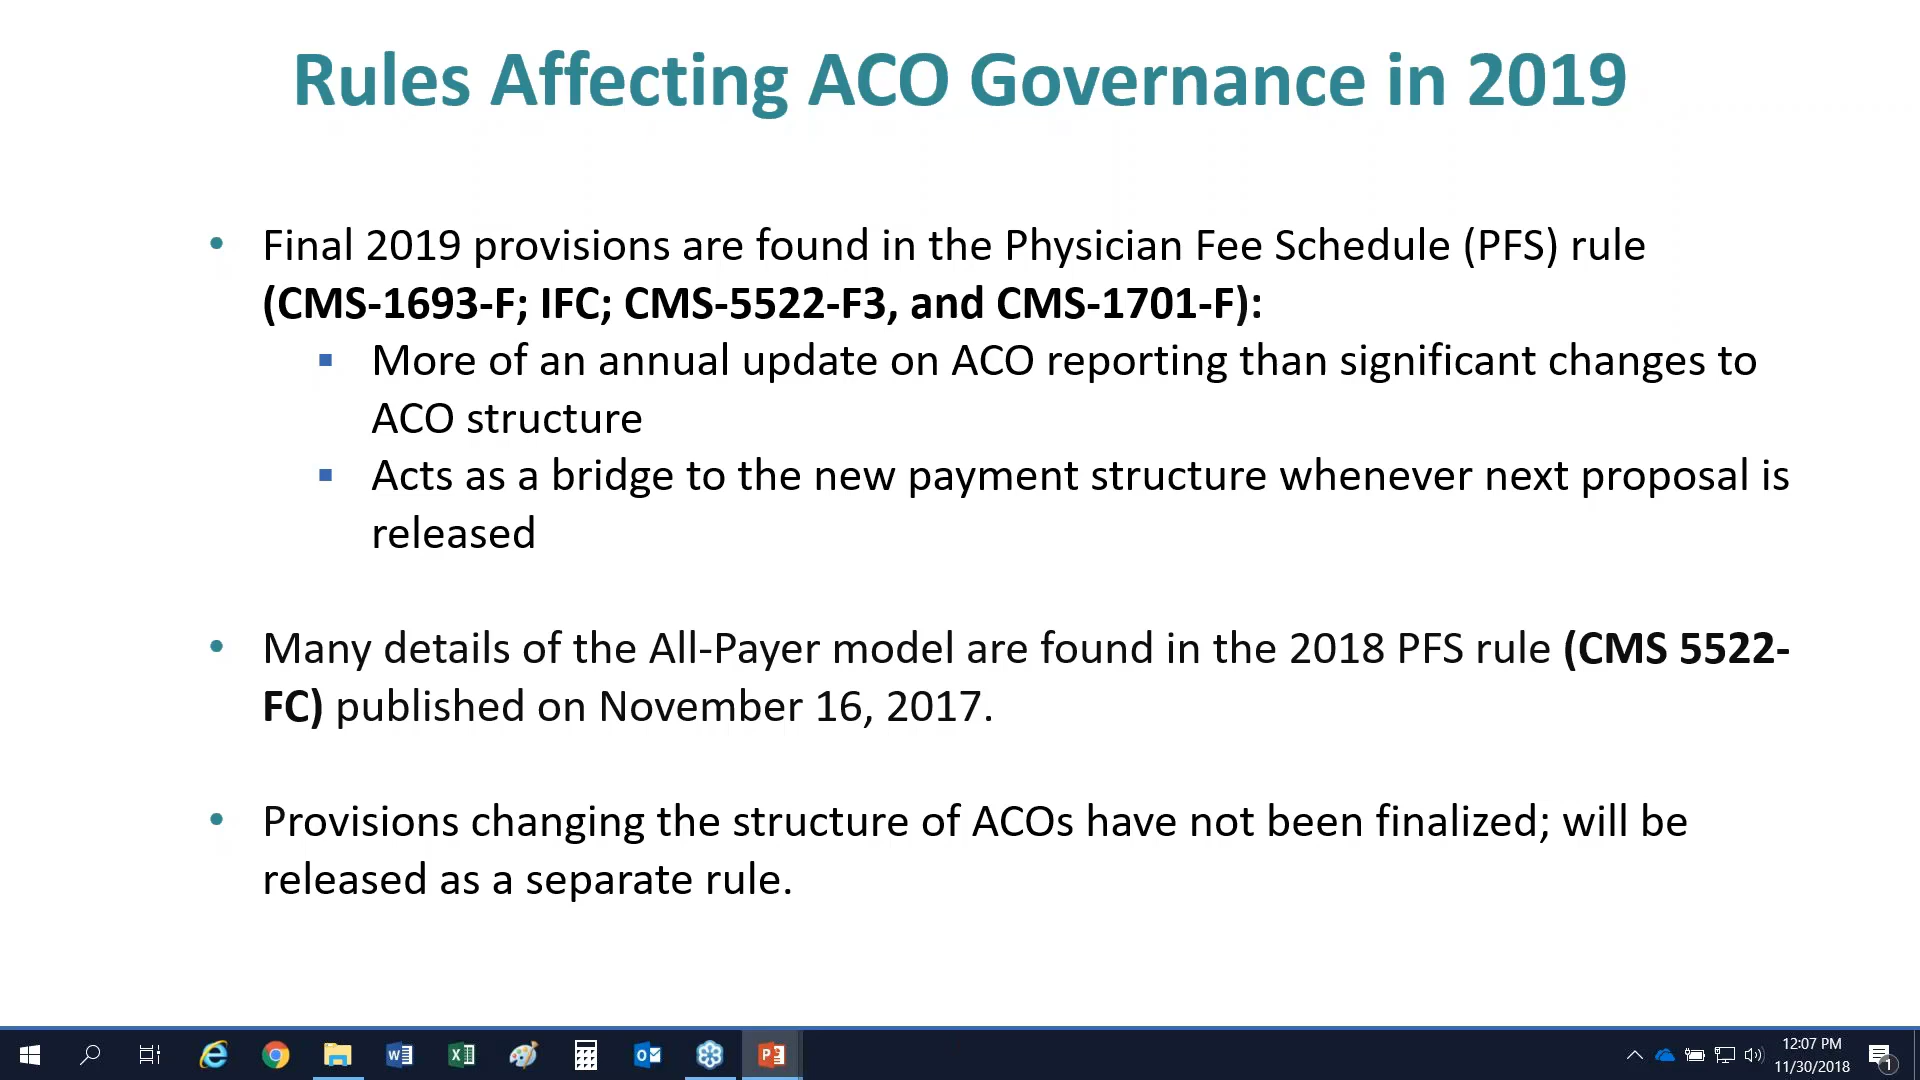 Rules Affecting ACO Governance in 2019
• Final 2019 provisions are found in the Physician Fee Schedule (PFS) rule
(CMS-1693-F; IFC; CMS-5522-F3, and CMS-1701-F):
▪ More of an annual update on ACO reporting than significant changes to
ACO structure
▪ Acts as a bridge to the new payment structure whenever next proposal is
released
• Many details of the All-Payer model are found in the 2018 PFS rule (CMS 5522-
FC) published on November 16, 2017.
• Provisions changing the structure of ACOs have not been finalized; will be
released as a separate rule.
12:07 PM
11/30/2018
1